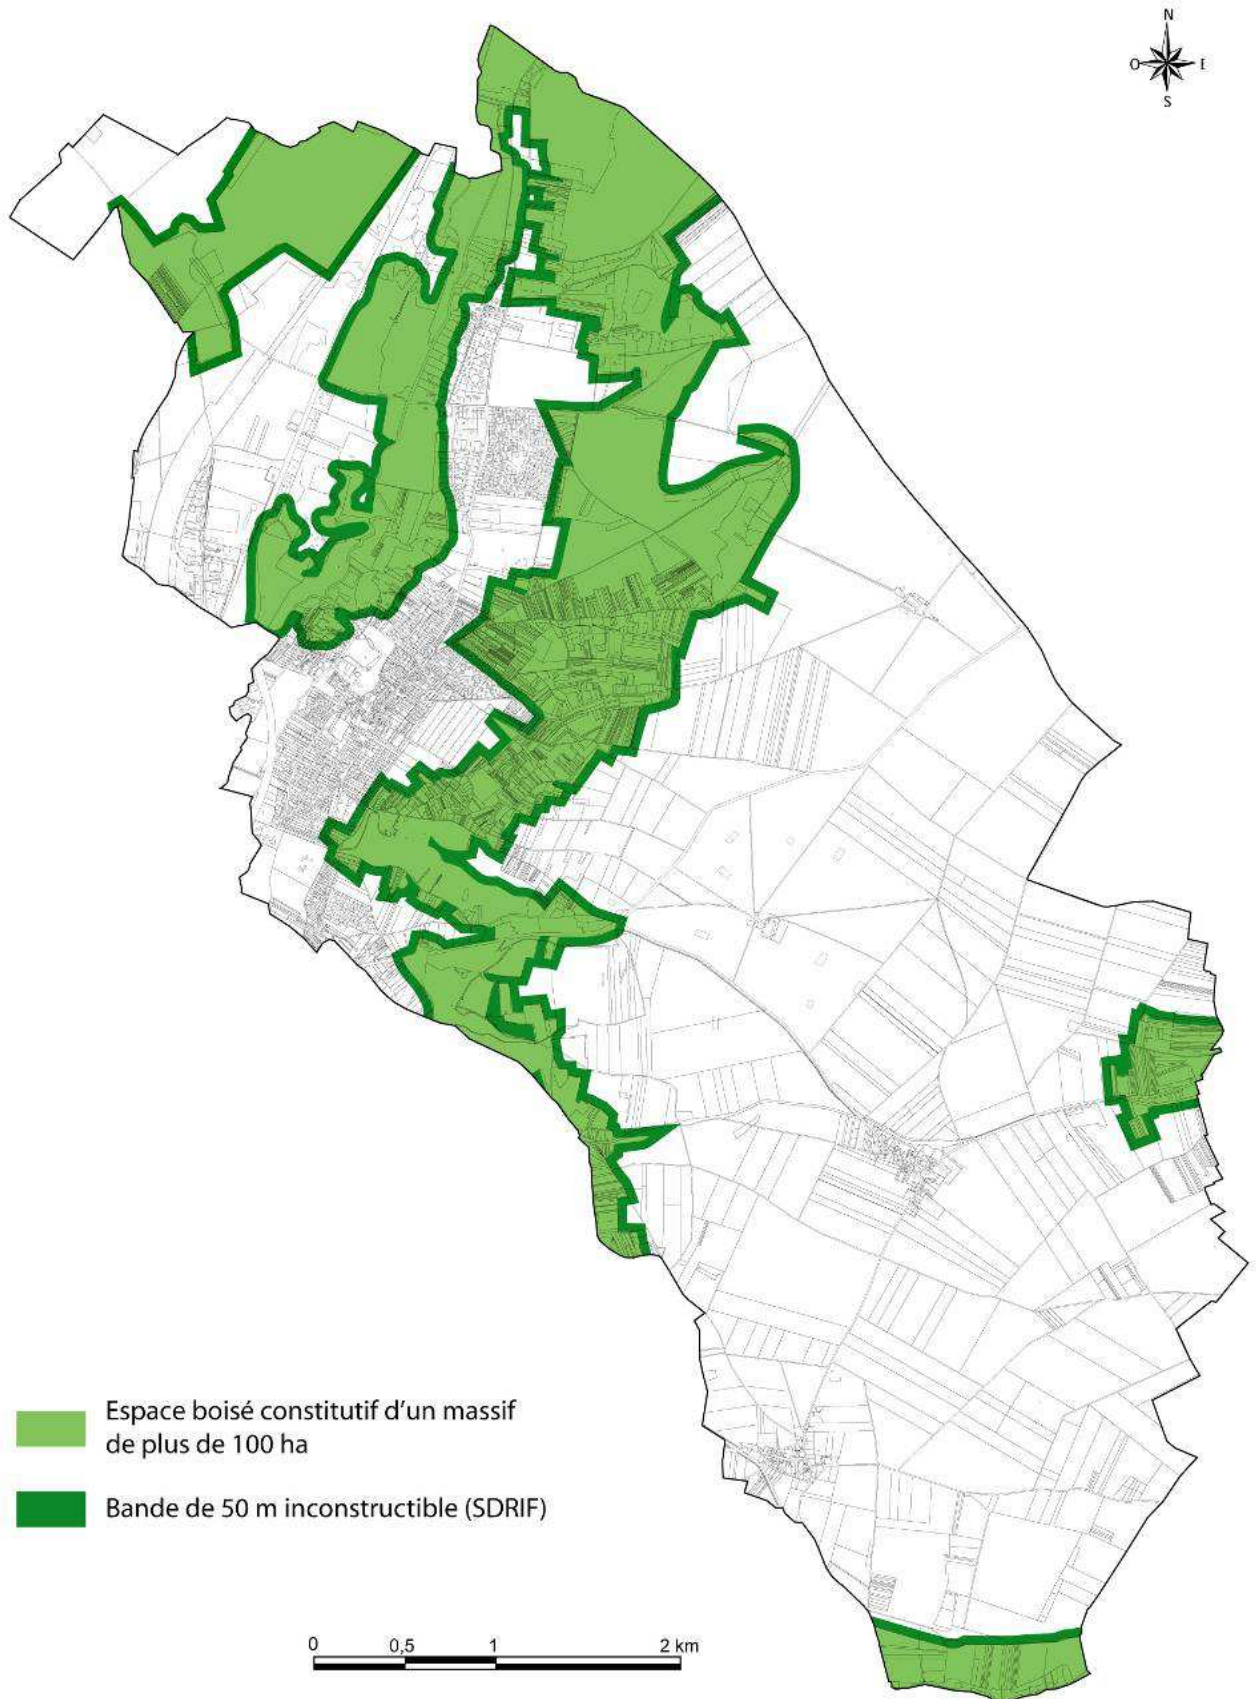 N
O E
S
Espace boisé constitutif d’un massif
de plus de 100 ha
Bande de 50 m inconstructible (SDRIF)
0 0,5 1 2 km